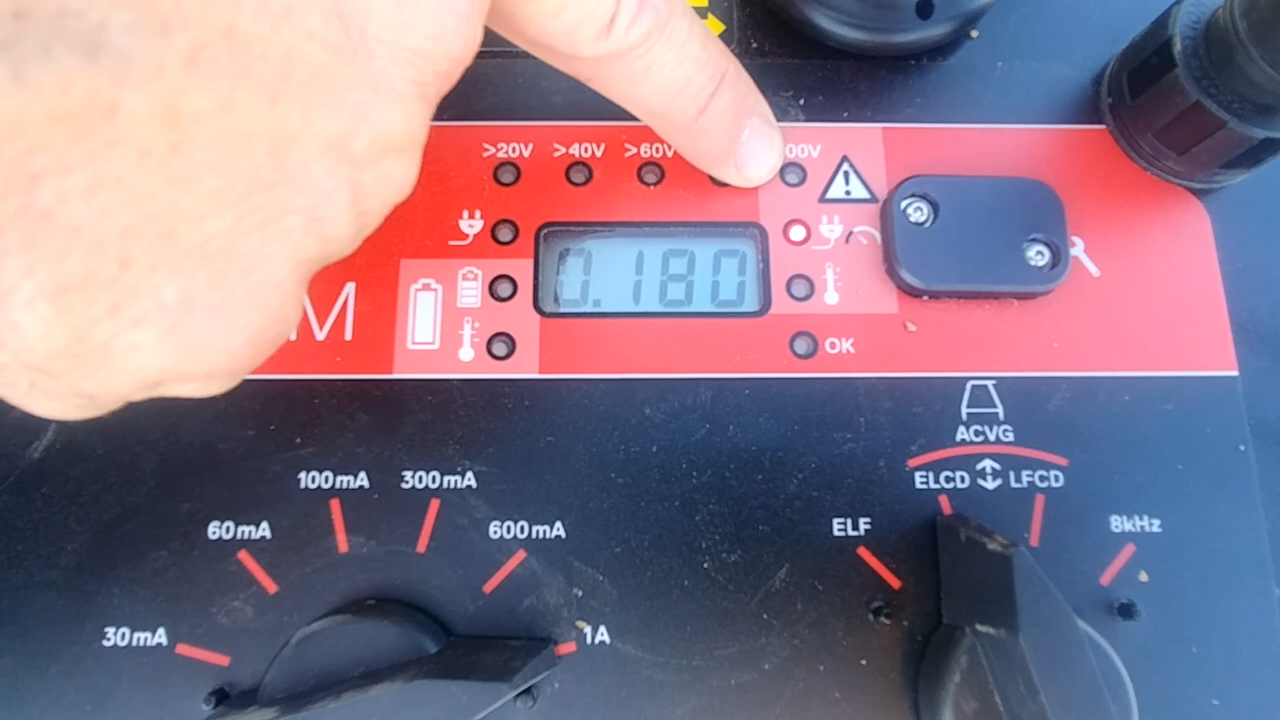 >20V >40V >60V 00V
0.180
M
OK
ACVG
ELCD LFCD
100mA 300mA
60mA 600mA
ELF 8kHz
30mA 1A